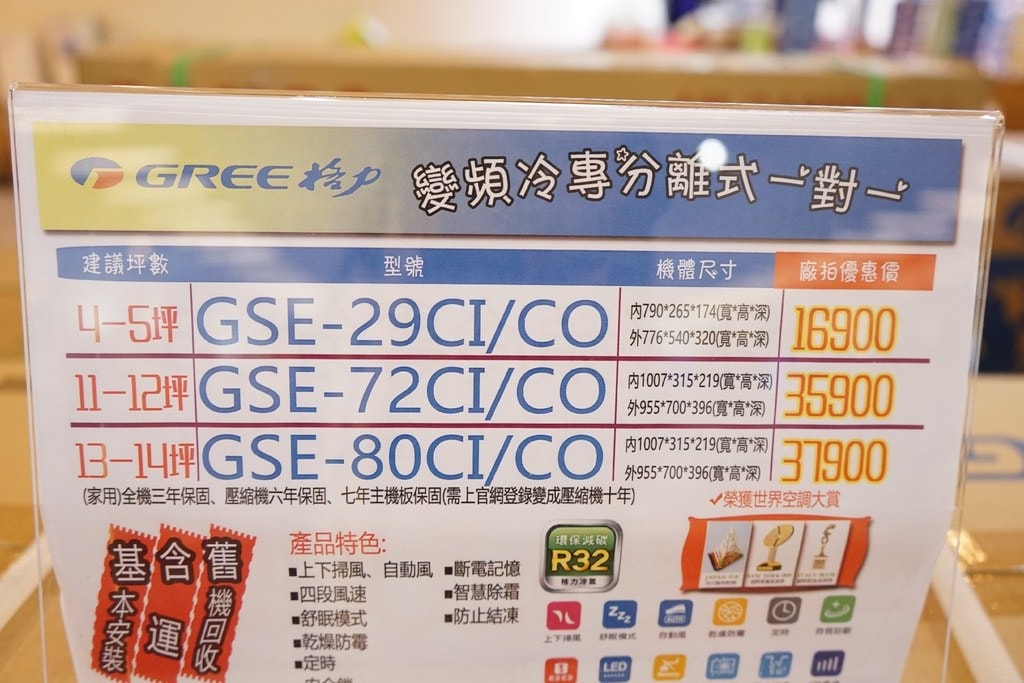 GREE 格力 變頻冷專分離式一對一
建議坪數 型號 機體尺寸 廠拍優惠價
4-5坪 GSE-29CI/CO 內790*265*174(寬*高*深) 外776*540*320(寬*高*深) 16900
11-12坪 GSE-72CI/CO 內1007*315*219(寬*高*深) 外955*700*396(寬*高*深) 35900
13-14坪 GSE-80CI/CO 內1007*315*219(寬*高*深) 外955*700*396(寬*高*深) 37900
(家用)全機三年保固、壓縮機六年保固、七年主機板保固(需上官網登錄變成壓縮機十年)
✓榮獲世界空調大賞
舊機回收
含運
基本安裝
產品特色:
■上下掃風、自動風
■四段風速
■舒眠模式
■乾燥防霉
■定時
■斷電記憶
■智慧除霜
■防止結凍
環保減碳
R32
格力冷氣
上下掃風 舒眠模式 自動風 乾燥防霉 定時 自我診斷
AUTO
LED